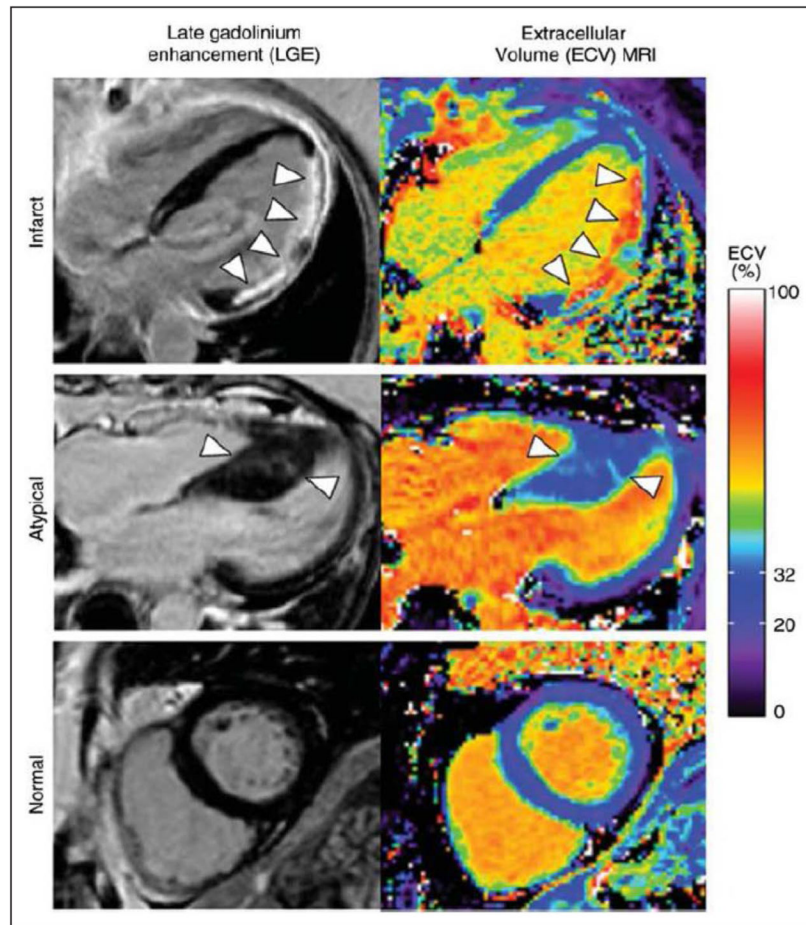 Late gadolinium
enhancement (LGE)
Extracellular
Volume (ECV) MRI
Infarct
Atypical
Normal
ECV
(%)
100
32
20
0